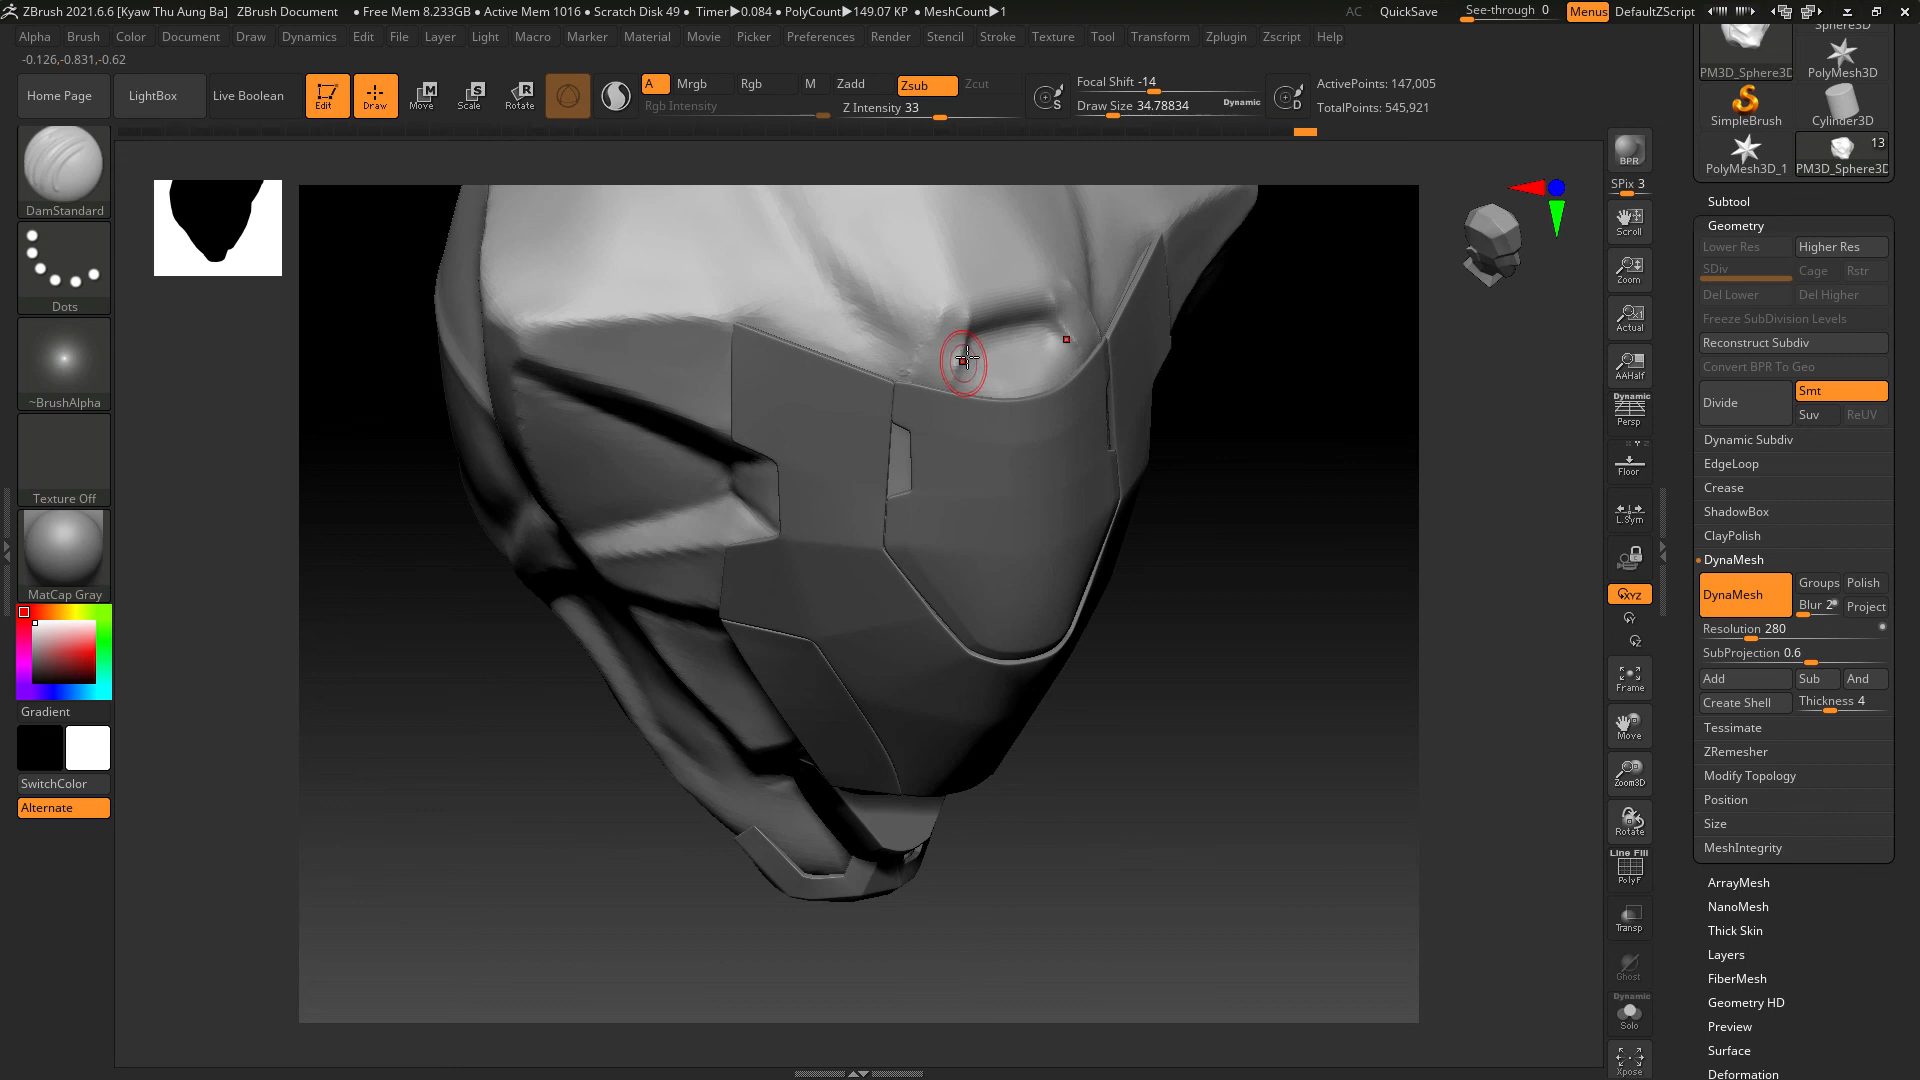 ZBrush 2021.6.6 [Kyaw Thu Aung Ba] ZBrush Document • Free Mem 8.233GB • Active Mem 1016 • Scratch Disk 49 • Timer▶0.084 • PolyCount▶149.07 KP • MeshCount▶1 AC QuickSave See-through 0 Menus DefaultZScript
Alpha Brush Color Document Draw Dynamics Edit File Layer Light Macro Marker Material Movie Picker Preferences Render Stencil Stroke Texture Tool Transform Zplugin Zscript Help
-0.126,-0.831,-0.62
Home Page LightBox Live Boolean Edit Draw Move Scale Rotate
A Mrgb Rgb M Zadd Zsub Zcut
Rgb Intensity Z Intensity 33
Focal Shift -14
Draw Size 34.78834 Dynamic
S
D
ActivePoints: 147,005
TotalPoints: 545,921
DamStandard
Dots
~BrushAlpha
Texture Off
MatCap Gray
Gradient
SwitchColor
Alternate
BPR
SPix 3
Scroll
Zoom
Actual
AAHalf
Dynamic
Persp
Floor
L.Sym
XYZ
Frame
Move
Zoom3D
Rotate
Line Fill
PolyF
Transp
Ghost
Dynamic
Solo
Xpose
Sphere3D
PM3D_Sphere3D PolyMesh3D
SimpleBrush Cylinder3D
13
PolyMesh3D_1 PM3D_Sphere3D
Subtool
Geometry
Lower Res Higher Res
SDiv Cage Rstr
Del Lower Del Higher
Freeze SubDivision Levels
Reconstruct Subdiv
Convert BPR To Geo
Divide Smt
Suv ReUV
Dynamic Subdiv
EdgeLoop
Crease
ShadowBox
ClayPolish
DynaMesh
DynaMesh Groups Polish
Blur 2 Project
Resolution 280
SubProjection 0.6
Add Sub And
Create Shell Thickness 4
Tessimate
ZRemesher
Modify Topology
Position
Size
MeshIntegrity
ArrayMesh
NanoMesh
Thick Skin
Layers
FiberMesh
Geometry HD
Preview
Surface
Deformation